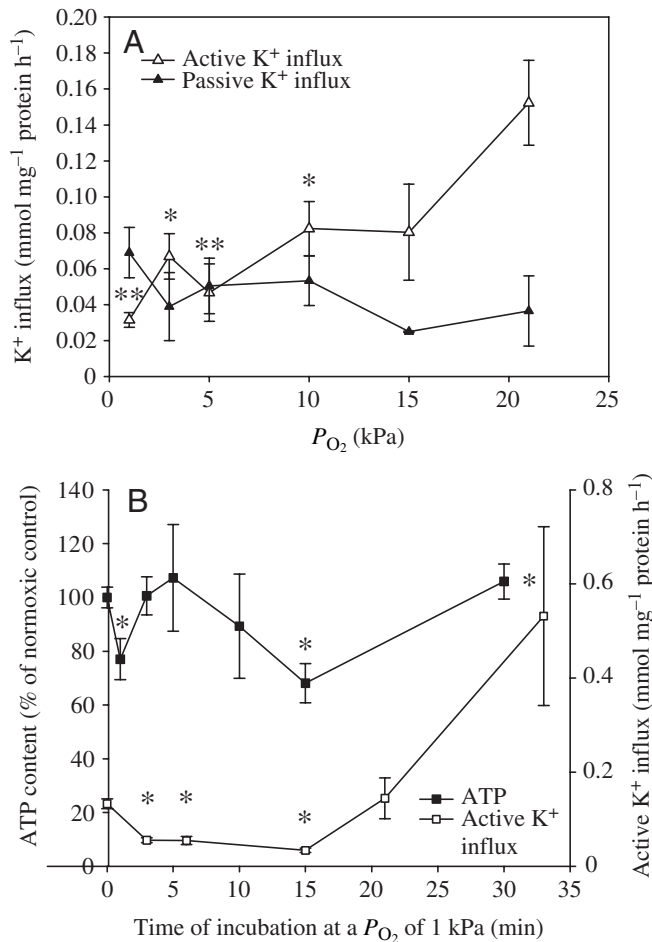 A
Active K⁺ influx
Passive K⁺ influx
K⁺ influx (mmol mg⁻¹ protein h⁻¹)
0.20
0.18
0.16
0.14
0.12
0.10
0.08
0.06
0.04
0.02
0
** * ** *
0 5 10 15 20 25
P_O₂ (kPa)
B
ATP content (% of normoxic control)
140
120
100
80
60
40
20
0
Active K⁺ influx (mmol mg⁻¹ protein h⁻¹)
0.8
0.6
0.4
0.2
0
* * *
* * *
ATP
Active K⁺
influx
0 5 10 15 20 25 30 35
Time of incubation at a P_O₂ of 1 kPa (min)